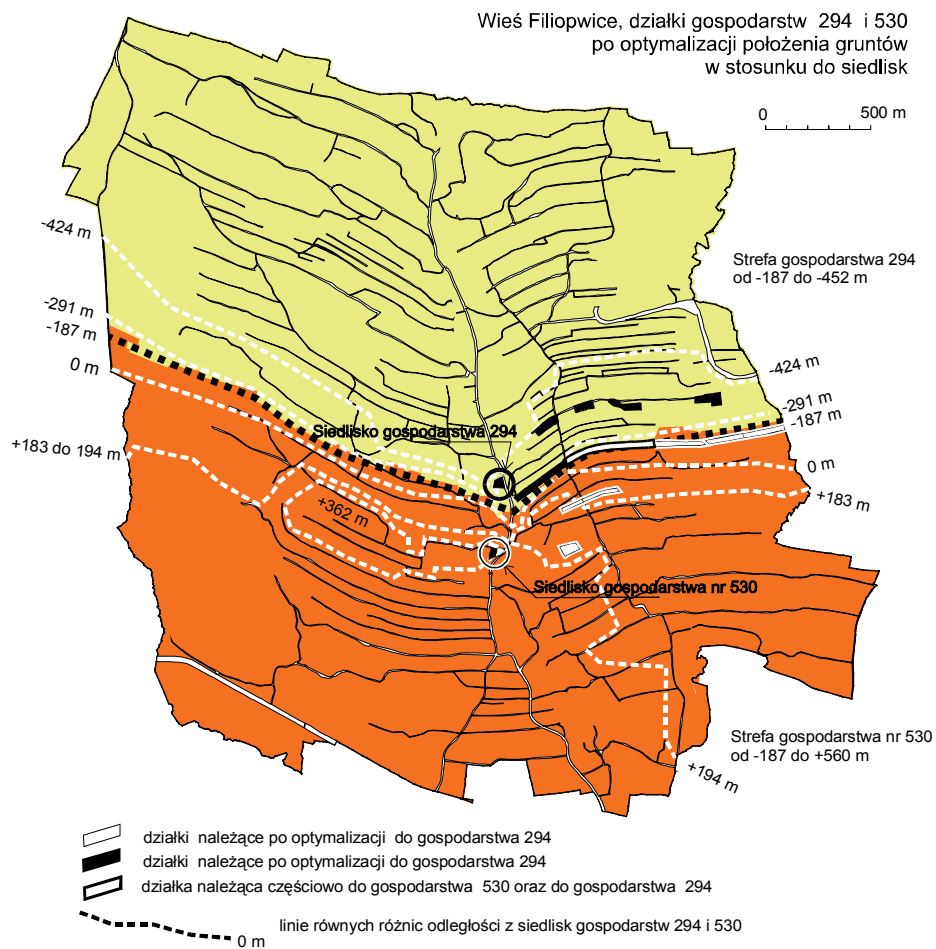 Wieś Filiopwice, działki gospodarstw 294 i 530
po optymalizacji położenia gruntów
w stosunku do siedlisk
0 500 m
-424 m
Strefa gospodarstwa 294
od -187 do -452 m
-291 m
-187 m
0 m
-424 m
-291 m
-187 m
Siedlisko gospodarstwa 294
+183 do 194 m
0 m
+183 m
+362 m
Siedlisko gospodarstwa nr 530
Strefa gospodarstwa nr 530
od -187 do +560 m
+194 m
działki należące po optymalizacji do gospodarstwa 294
działki należące po optymalizacji do gospodarstwa 294
działka należąca częściowo do gospodarstwa 530 oraz do gospodarstwa 294
linie równych różnic odległości z siedlisk gospodarstw 294 i 530
0 m